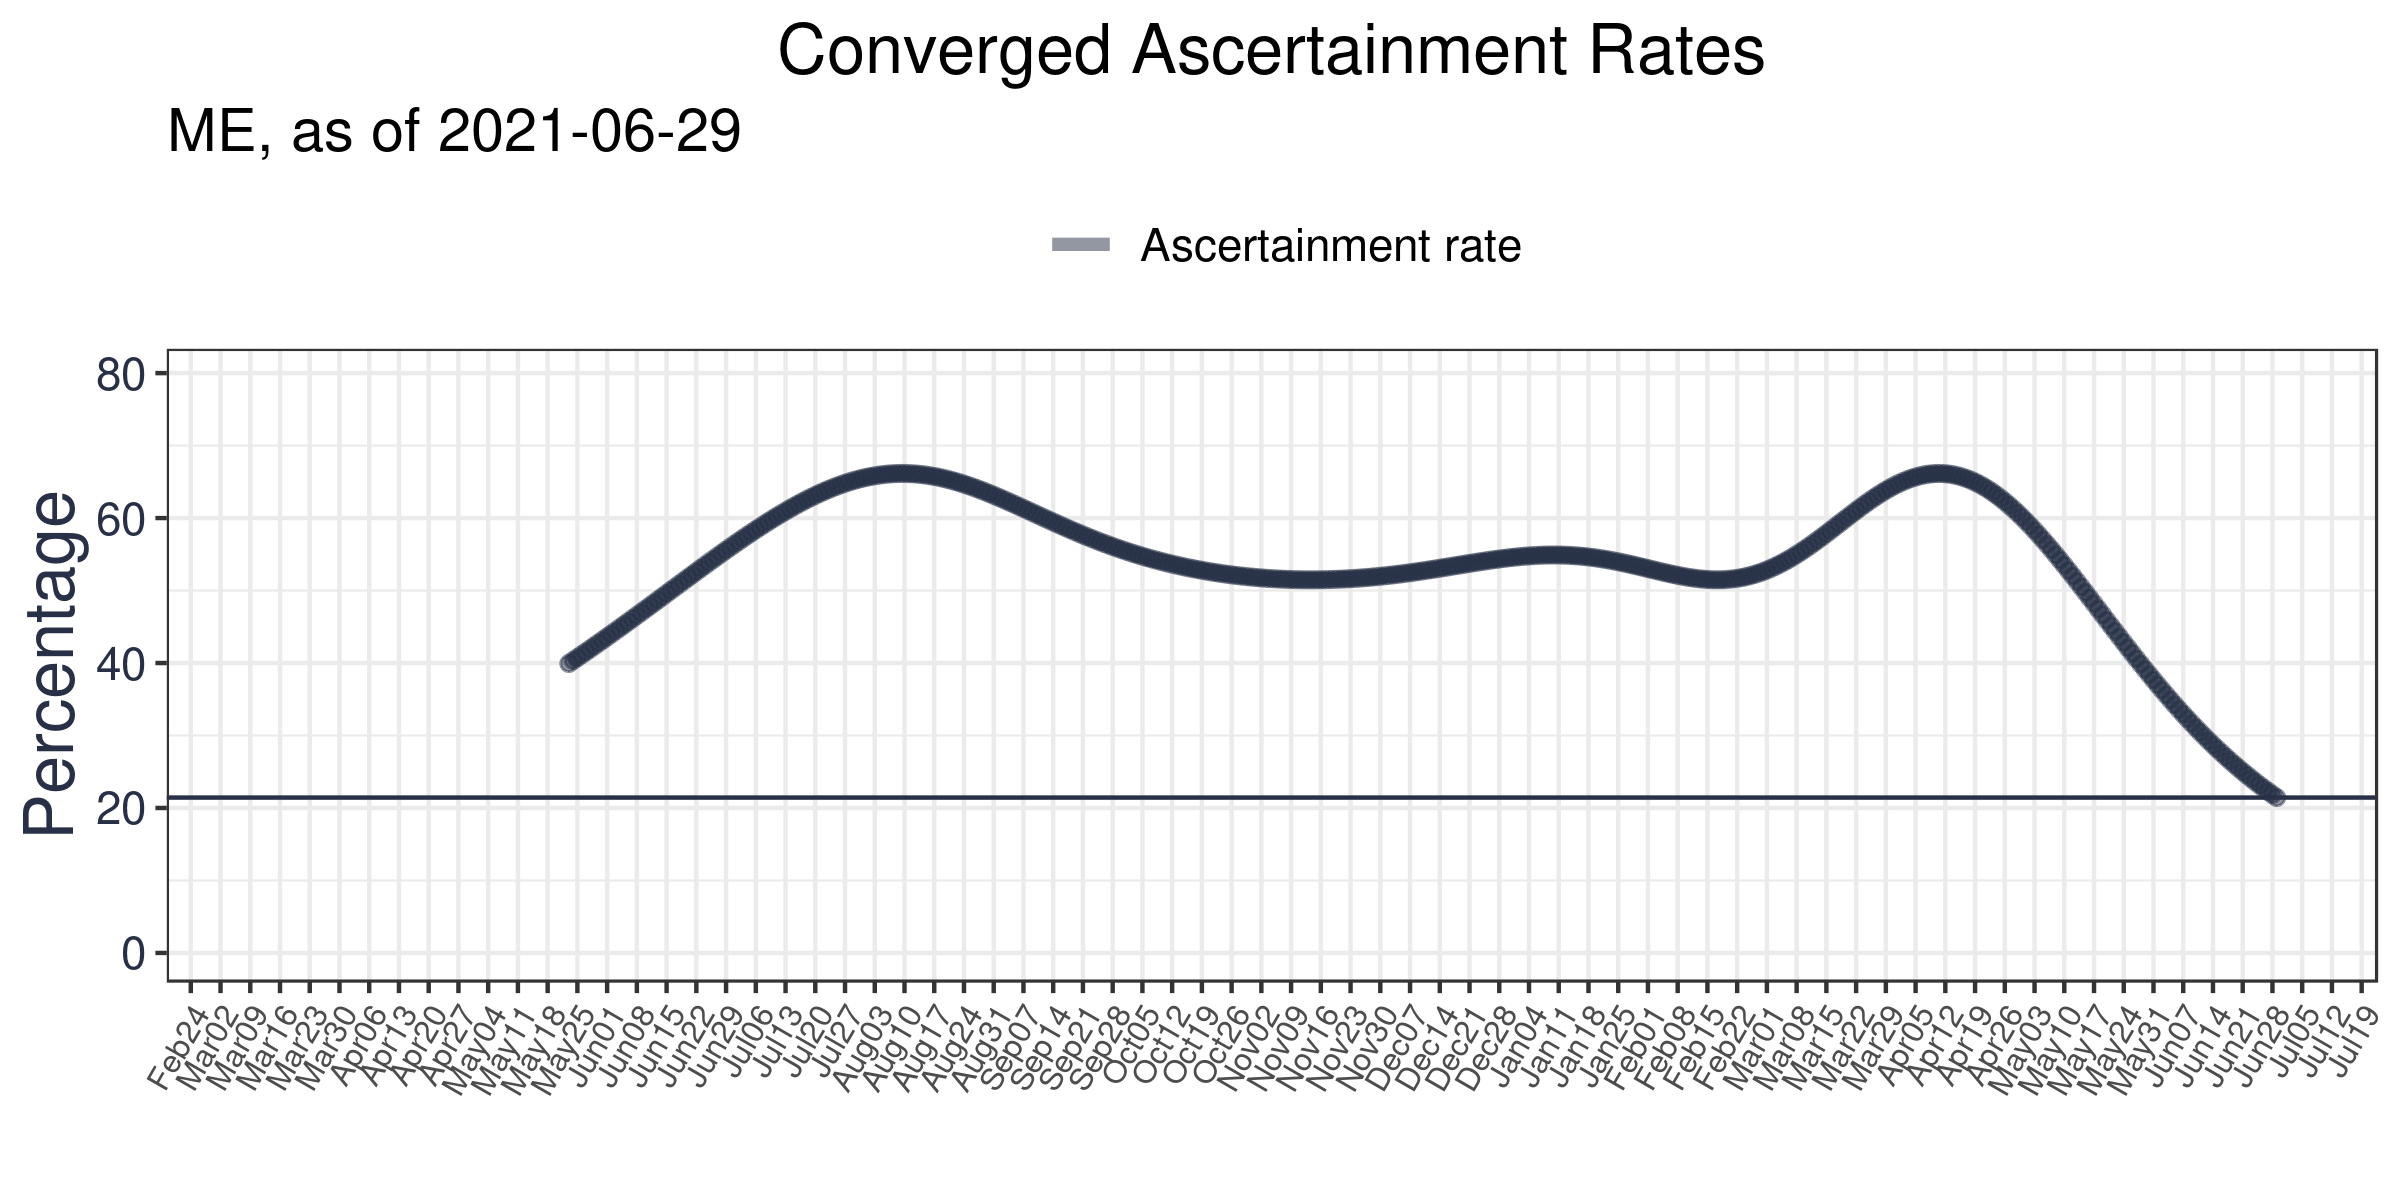 Converged Ascertainment Rates
ME, as of 2021-06-29
Ascertainment rate
Percentage
80
60
40
20
0
Feb24
Mar02
Mar09
Mar16
Mar23
Mar30
Apr06
Apr13
Apr20
Apr27
May04
May11
May18
May25
Jun01
Jun08
Jun15
Jun22
Jun29
Jul06
Jul13
Jul20
Jul27
Aug03
Aug10
Aug17
Aug24
Aug31
Sep07
Sep14
Sep21
Sep28
Oct05
Oct12
Oct19
Oct26
Nov02
Nov09
Nov16
Nov23
Nov30
Dec07
Dec14
Dec21
Dec28
Jan04
Jan11
Jan18
Jan25
Feb01
Feb08
Feb15
Feb22
Mar01
Mar08
Mar15
Mar22
Mar29
Apr05
Apr12
Apr19
Apr26
May03
May10
May17
May24
May31
Jun07
Jun14
Jun21
Jun28
Jul05
Jul12
Jul19